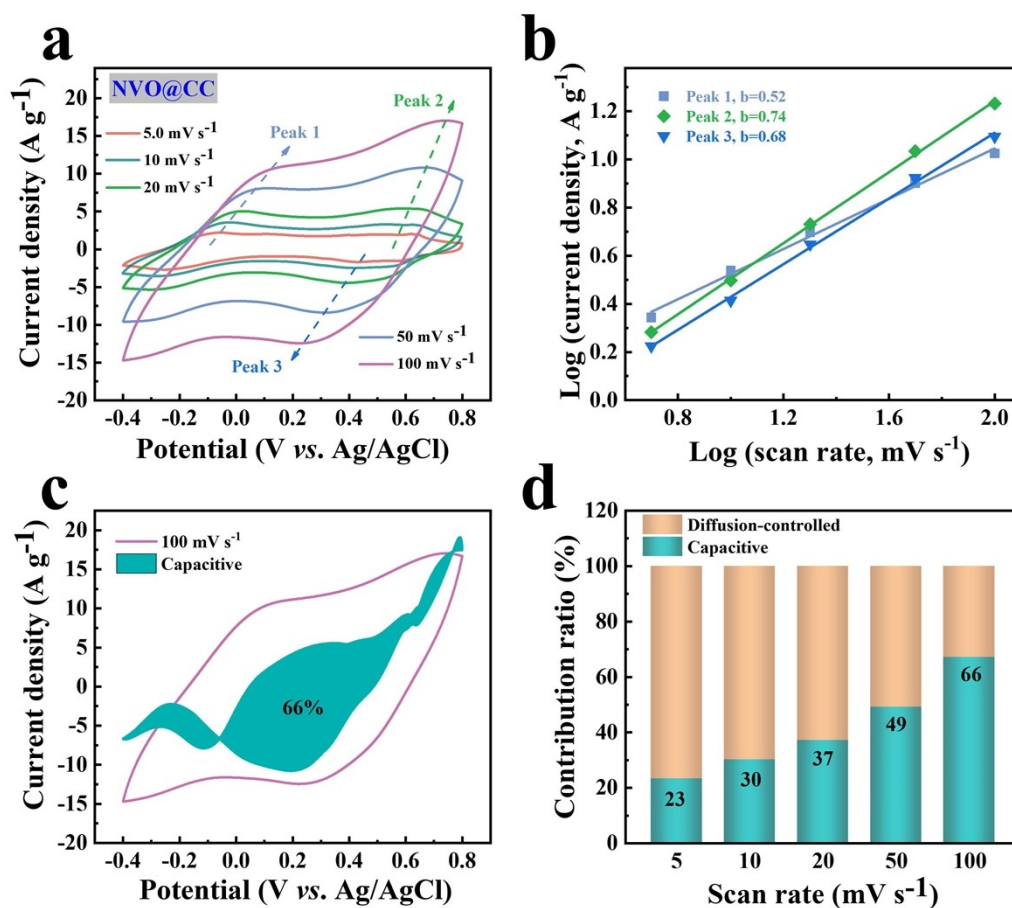 a
NVO@CC
5.0 mV s⁻¹
10 mV s⁻¹
20 mV s⁻¹
Peak 1
Peak 2
Peak 3
50 mV s⁻¹
100 mV s⁻¹
Current density (A g⁻¹)
25
20
15
10
5
0
-5
-10
-15
-20
-0.4
-0.2
0.0
0.2
0.4
0.6
0.8
Potential (V vs. Ag/AgCl)
b
Peak 1, b=0.52
Peak 2, b=0.74
Peak 3, b=0.68
Log (current density, A g⁻¹)
1.2
1.0
0.8
0.6
0.4
0.2
0.0
0.8
1.2
1.6
2.0
Log (scan rate, mV s⁻¹)
c
100 mV s⁻¹
Capacitive
66%
Current density (A g⁻¹)
20
15
10
5
0
-5
-10
-15
-20
-0.4
-0.2
0.0
0.2
0.4
0.6
0.8
Potential (V vs. Ag/AgCl)
d
Diffusion-controlled
Capacitive
Contribution ratio (%)
120
100
80
60
40
20
0
23
30
37
49
66
5
10
20
50
100
Scan rate (mV s⁻¹)